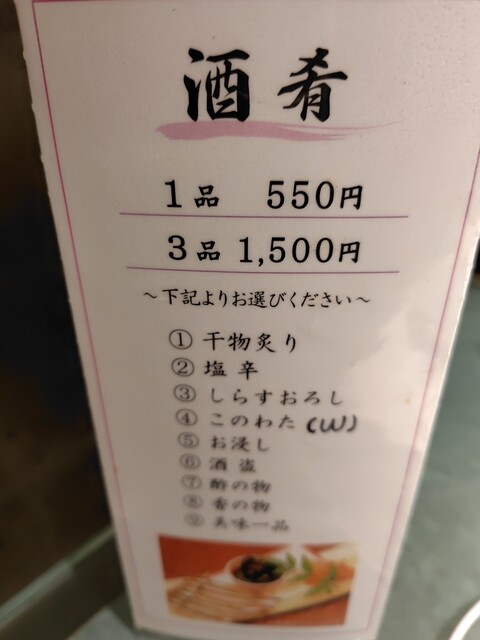 酒肴
1品 550円
3品 1,500円
～下記よりお選びください～
① 干物炙り
② 塩辛
③ しらすおろし
④ このわた (W)
⑤ お浸し
⑥ 酒盗
⑦ 酢の物
⑧ 香の物
⑨ 美味一品